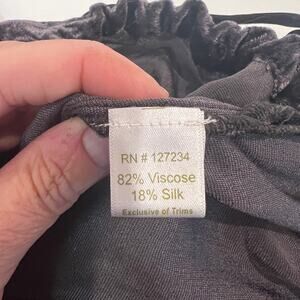 RN # 127234
82% Viscose
18% Silk
Exclusive of Trims